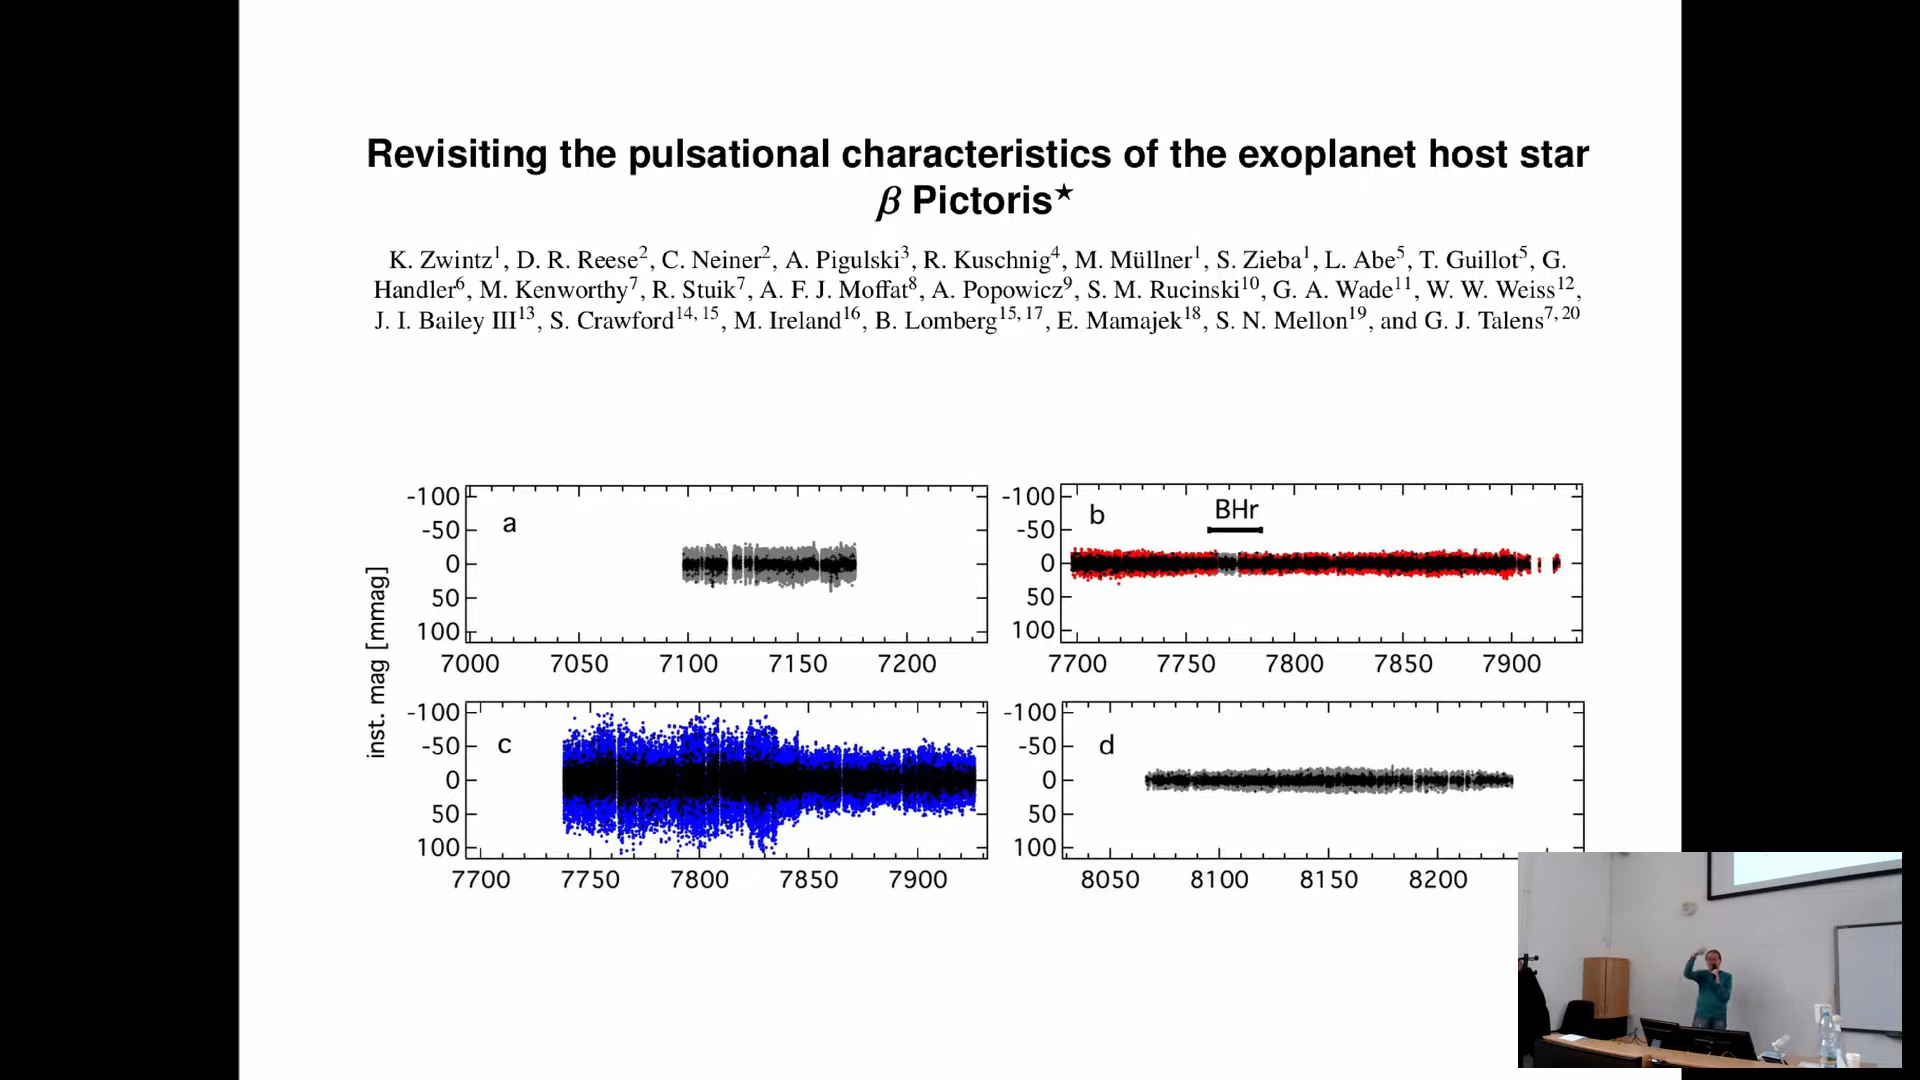 Revisiting the pulsational characteristics of the exoplanet host star
β Pictoris★
K. Zwintz1, D. R. Reese2, C. Neiner2, A. Pigulski3, R. Kuschnig4, M. Müllner1, S. Zieba1, L. Abe5, T. Guillot5, G.
Handler6, M. Kenworthy7, R. Stuik7, A. F. J. Moffat8, A. Popowicz9, S. M. Rucinski10, G. A. Wade11, W. W. Weiss12,
J. I. Bailey III13, S. Crawford14, 15, M. Ireland16, B. Lomberg15, 17, E. Mamajek18, S. N. Mellon19, and G. J. Talens7, 20
inst. mag [mmag]
-100
-50
0
50
100
a
7000 7050 7100 7150 7200
-100
-50
0
50
100
b
BHr
7700 7750 7800 7850 7900
-100
-50
0
50
100
c
7700 7750 7800 7850 7900
-100
-50
0
50
100
d
8050 8100 8150 8200